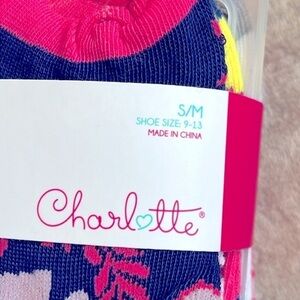 S/M
SHOE SIZE: 9-13
MADE IN CHINA
Charlotte®